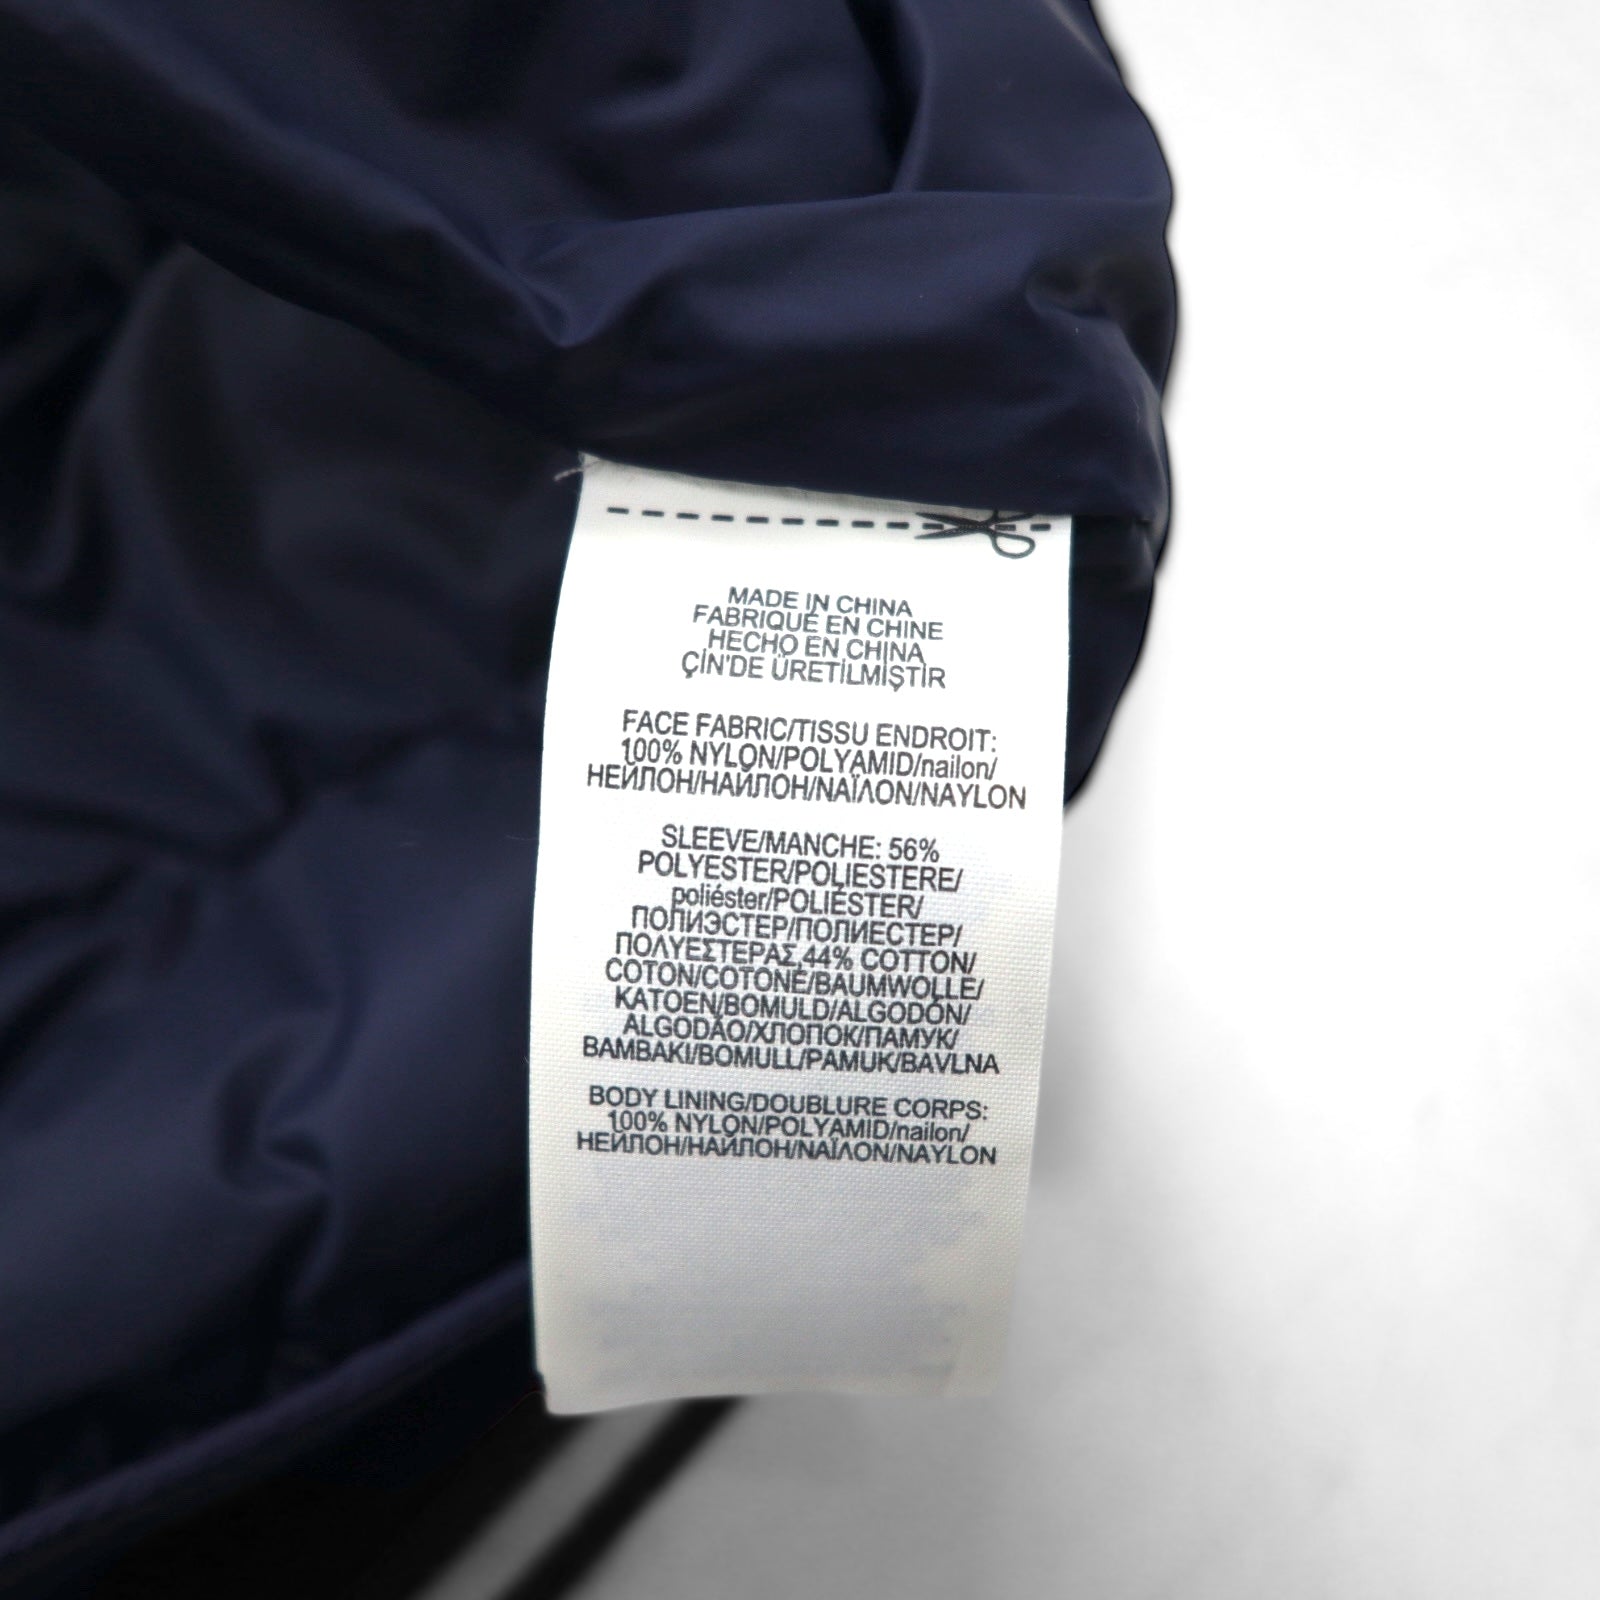 MADE IN CHINA
FABRIQUÉ EN CHINE
HECHO EN CHINA
ÇİN'DE ÜRETİLMİŞTİR
FACE FABRIC/TISSU ENDROIT:
100% NYLON/POLYAMID/nailon/
НЕЙЛОН/НАЙЛОН/ΝΑΪΛΟΝ/NAYLON
SLEEVE/MANCHE: 56%
POLYESTER/POLIESTERE/
poliéster/POLIÉSTER/
ПОЛИЭСТЕР/ПОЛИЕСТЕР/
ΠΟΛΥΕΣΤΕΡΑΣ,44% COTTON/
COTON/COTONE/BAUMWOLLE/
KATOEN/BOMULD/ALGODÓN/
ALGODÃO/ХЛОПОК/ПАМУК/
BAMBAKI/BOMULL/PAMUK/BAVLNA
BODY LINING/DOUBLURE CORPS:
100% NYLON/POLYAMID/nailon/
НЕЙЛОН/НАЙЛОН/ΝΑΪΛΟΝ/NAYLON